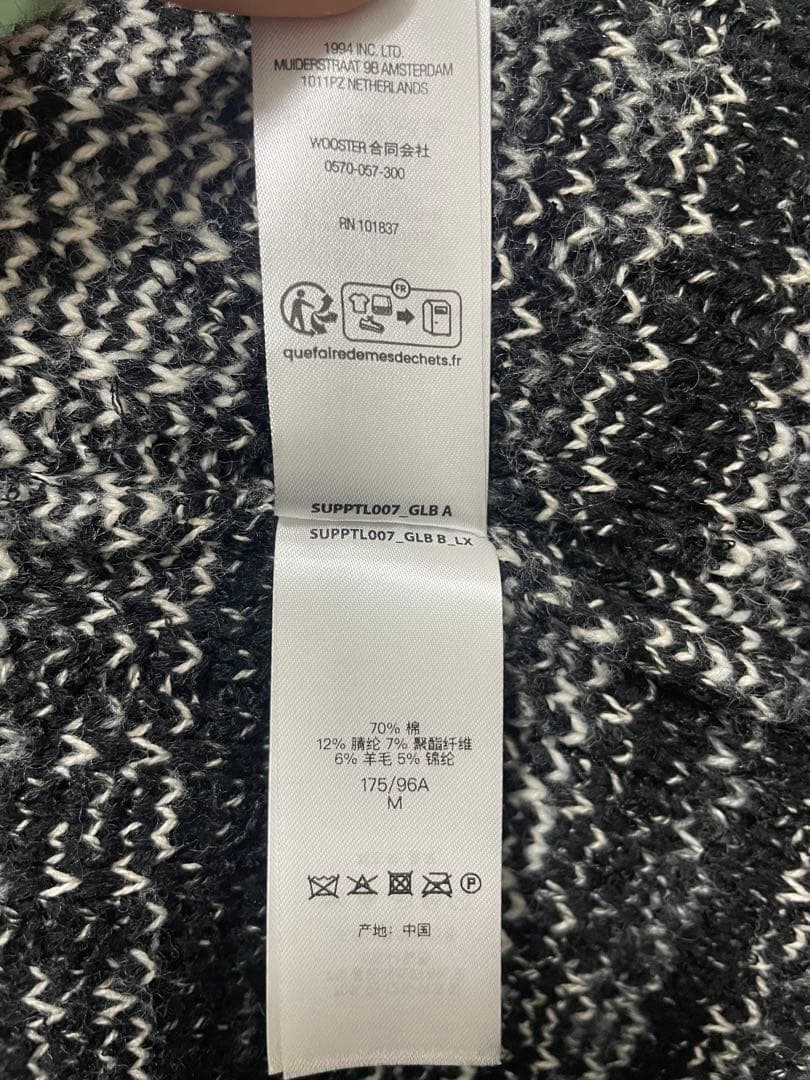 1994 INC. LTD.
MUIDERSTRAAT 9B AMSTERDAM
1011PZ NETHERLANDS
WOOSTER 合同会社
0570-057-300
RN 101837
FR
quefairedemesdechets.fr
SUPPTL007_GLB A
SUPPTL007_GLB B_LX
70% 棉
12% 腈纶 7% 聚酯纤维
6% 羊毛 5% 锦纶
175/96A
M
P
产地: 中国